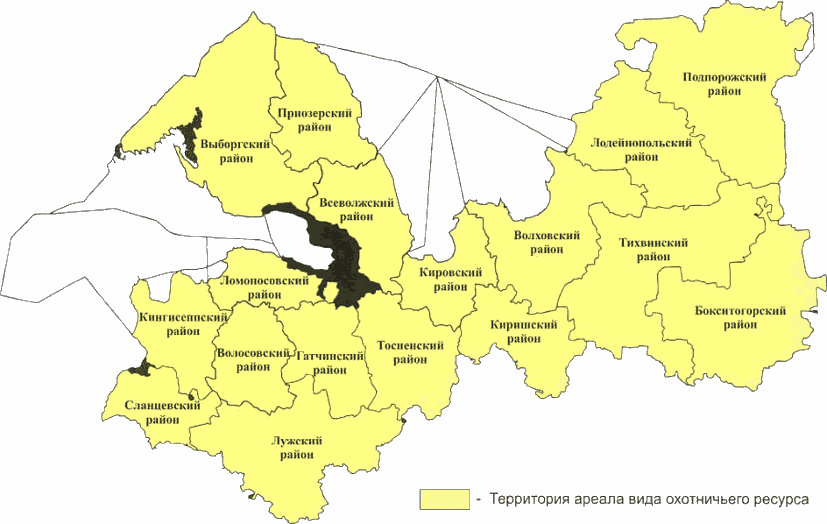 Подпорожский
район
Приозерский
район
Лодейнопольский
район
Выборгский
район
Всеволжский
район
Волховский
район
Тихвинский
район
Кировский
район
Ломоносовский
район
Бокситогорский
район
Кингисеппский
район
Киришский
район
Тосненский
район
Волосовский
район
Гатчинский
район
Сланцевский
район
Лужский
район
- Территория ареала вида охотничьего ресурса